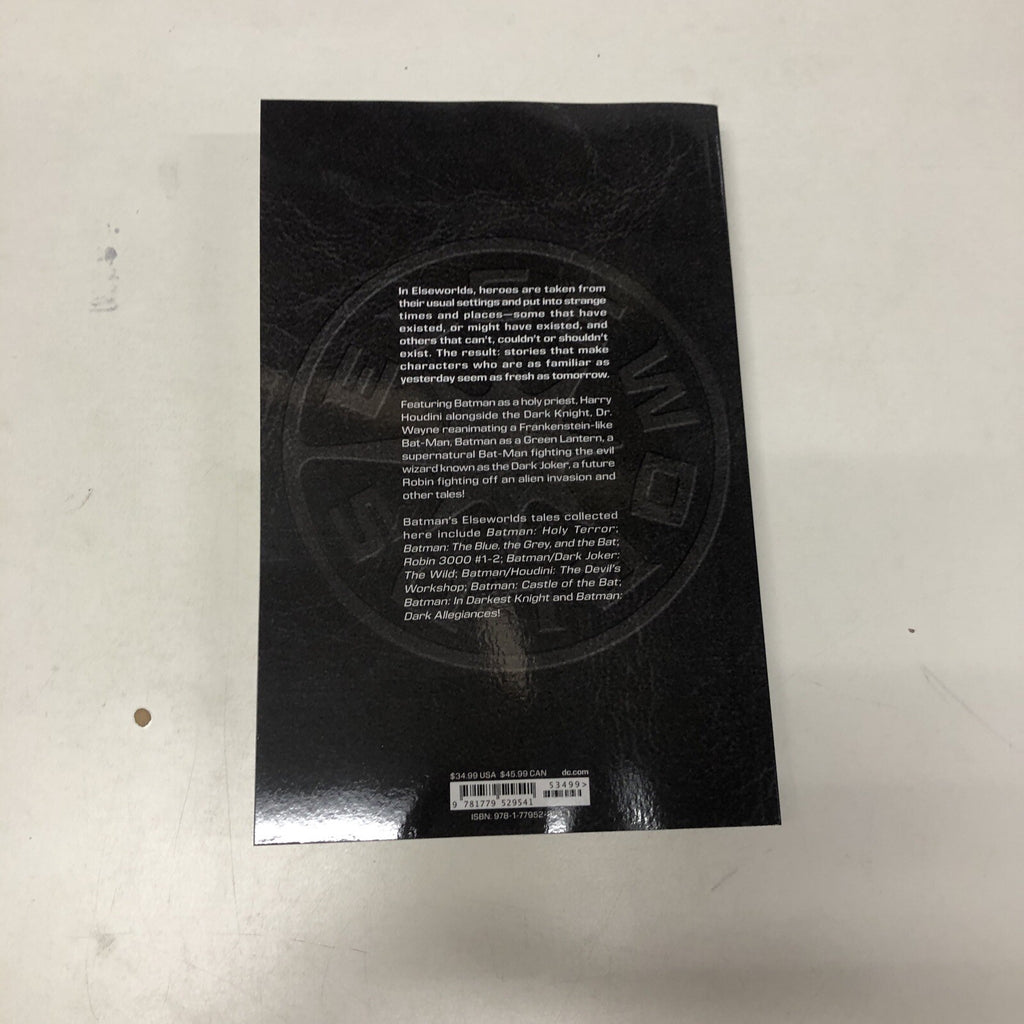 In Elseworlds, heroes are taken from
their usual settings and put into strange
times and places—some that have
existed, or might have existed, and
others that can't, couldn't or shouldn't
exist. The result: stories that make
characters who are as familiar as
yesterday seem as fresh as tomorrow.
Featuring Batman as a holy priest, Harry
Houdini alongside the Dark Knight, Dr.
Wayne reanimating a Frankenstein-like
Bat-Man, Batman as a Green Lantern, a
supernatural Bat-Man fighting the evil
wizard known as the Dark Joker, a future
Robin fighting off an alien invasion and
other tales!
Batman's Elseworlds tales collected
here include Batman: Holy Terror;
Batman: The Blue, the Grey, and the Bat;
Robin 3000 #1-2; Batman/Dark Joker:
The Wild; Batman/Houdini: The Devil's
Workshop; Batman: Castle of the Bat;
Batman: In Darkest Knight and Batman:
Dark Allegiances!
$34.99 USA $45.99 CAN dc.com
53499>
9 781779 529541
ISBN: 978-1-77952-